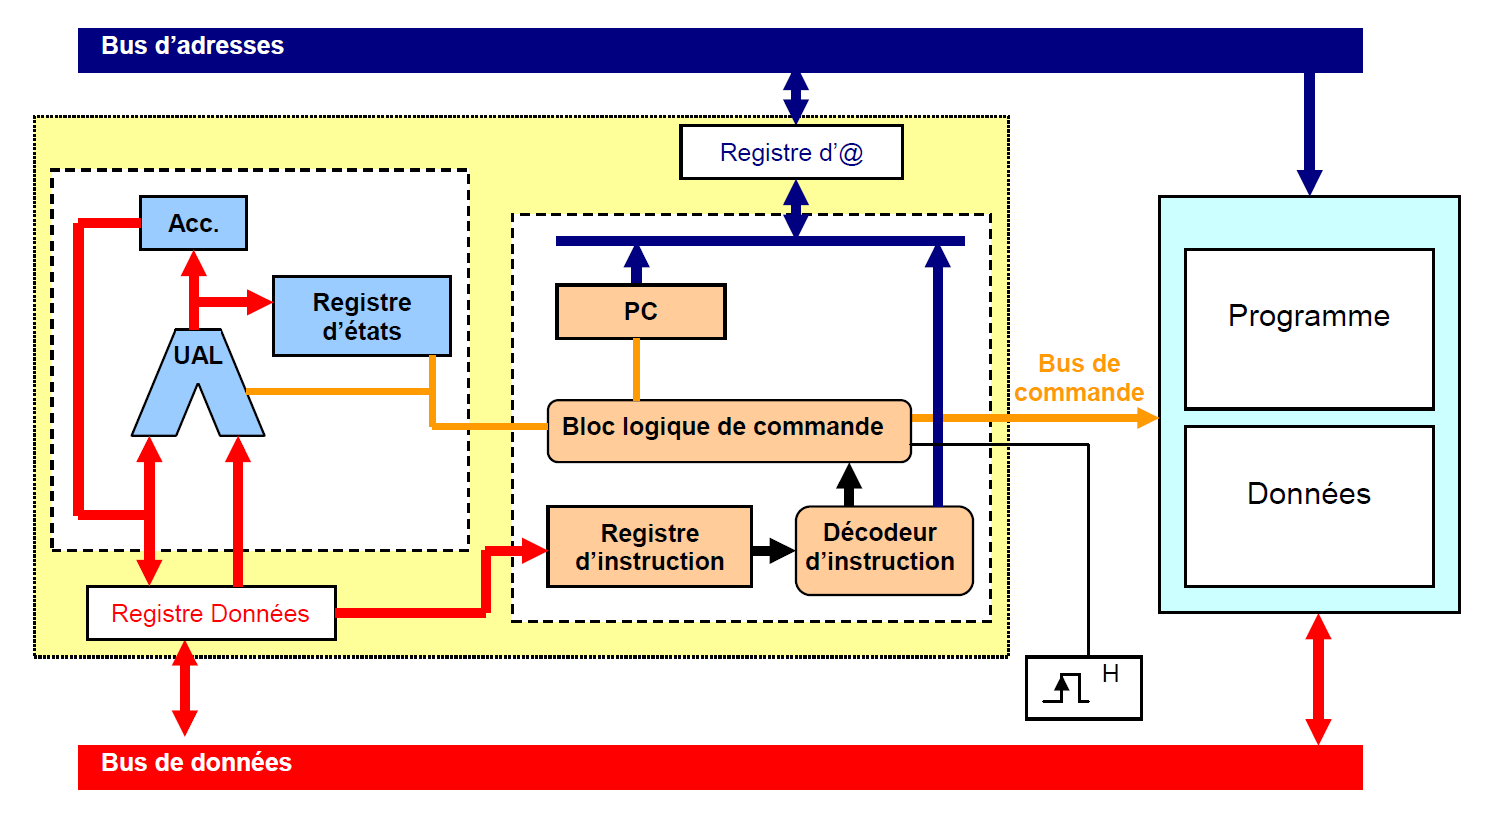 Bus d’adresses
Registre d’@
Acc.
Registre
d’états
UAL
PC
Programme
Bus de
commande
Bloc logique de commande
Données
Registre
d’instruction
Décodeur
d’instruction
Registre Données
H
Bus de données